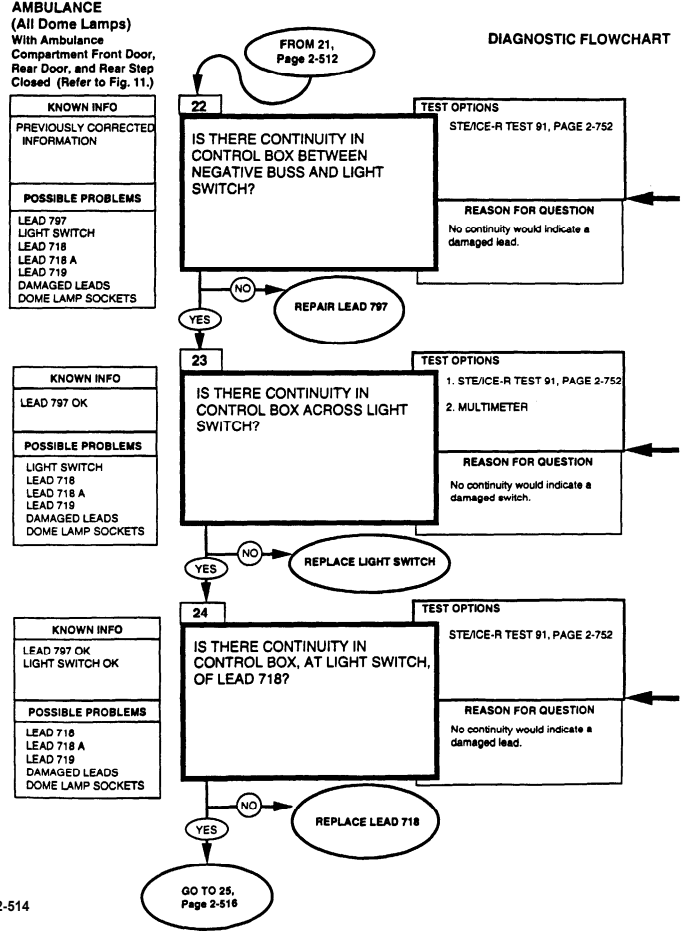 AMBULANCE
(All Dome Lamps)
With Ambulance
Compartment Front Door,
Rear Door, and Rear Step
Closed (Refer to Fig. 11.)
FROM 21,
Page 2-512
DIAGNOSTIC FLOWCHART
KNOWN INFO
PREVIOUSLY CORRECTED
INFORMATION
POSSIBLE PROBLEMS
LEAD 797
LIGHT SWITCH
LEAD 718
LEAD 718 A
LEAD 719
DAMAGED LEADS
DOME LAMP SOCKETS
22
IS THERE CONTINUITY IN
CONTROL BOX BETWEEN
NEGATIVE BUSS AND LIGHT
SWITCH?
TEST OPTIONS
STE/ICE-R TEST 91, PAGE 2-752
REASON FOR QUESTION
No continuity would indicate a
damaged lead.
NO
REPAIR LEAD 797
YES
KNOWN INFO
LEAD 797 OK
POSSIBLE PROBLEMS
LIGHT SWITCH
LEAD 718
LEAD 718 A
LEAD 719
DAMAGED LEADS
DOME LAMP SOCKETS
23
IS THERE CONTINUITY IN
CONTROL BOX ACROSS LIGHT
SWITCH?
TEST OPTIONS
1. STE/ICE-R TEST 91, PAGE 2-752
2. MULTIMETER
REASON FOR QUESTION
No continuity would indicate a
damaged switch.
NO
REPLACE LIGHT SWITCH
YES
KNOWN INFO
LEAD 797 OK
LIGHT SWITCH OK
POSSIBLE PROBLEMS
LEAD 718
LEAD 718 A
LEAD 719
DAMAGED LEADS
DOME LAMP SOCKETS
24
IS THERE CONTINUITY IN
CONTROL BOX, AT LIGHT SWITCH,
OF LEAD 718?
TEST OPTIONS
STE/ICE-R TEST 91, PAGE 2-752
REASON FOR QUESTION
No continuity would indicate a
damaged lead.
NO
REPLACE LEAD 718
YES
GO TO 25,
Page 2-516
2-514